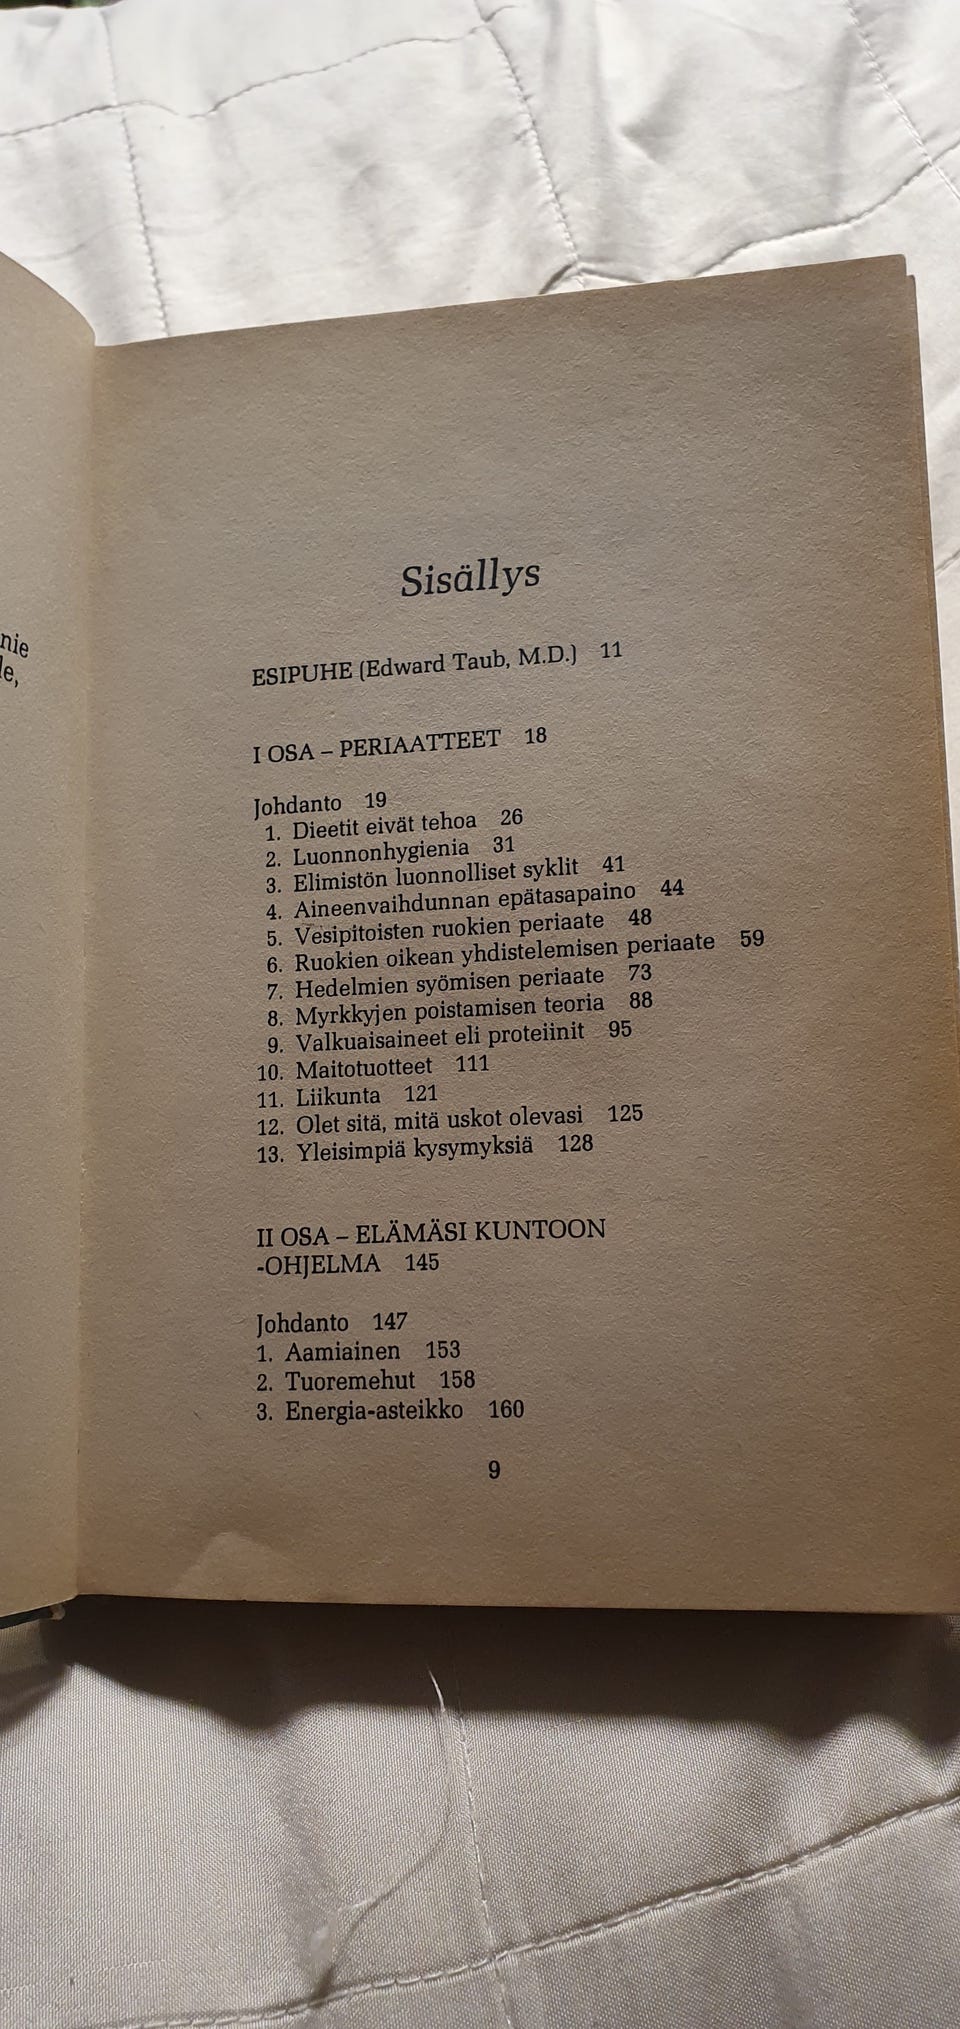 nie
le,
Sisällys
ESIPUHE (Edward Taub, M.D.) 11
I OSA – PERIAATTEET 18
Johdanto 19
1. Dieetit eivät tehoa 26
2. Luonnonhygienia 31
3. Elimistön luonnolliset syklit 41
4. Aineenvaihdunnan epätasapaino 44
5. Vesipitoisten ruokien periaate 48
6. Ruokien oikean yhdistelemisen periaate 59
7. Hedelmien syömisen periaate 73
8. Myrkkyjen poistamisen teoria 88
9. Valkuaisaineet eli proteiinit 95
10. Maitotuotteet 111
11. Liikunta 121
12. Olet sitä, mitä uskot olevasi 125
13. Yleisimpiä kysymyksiä 128
II OSA – ELÄMÄSI KUNTOON
-OHJELMA 145
Johdanto 147
1. Aamiainen 153
2. Tuoremehut 158
3. Energia-asteikko 160
9